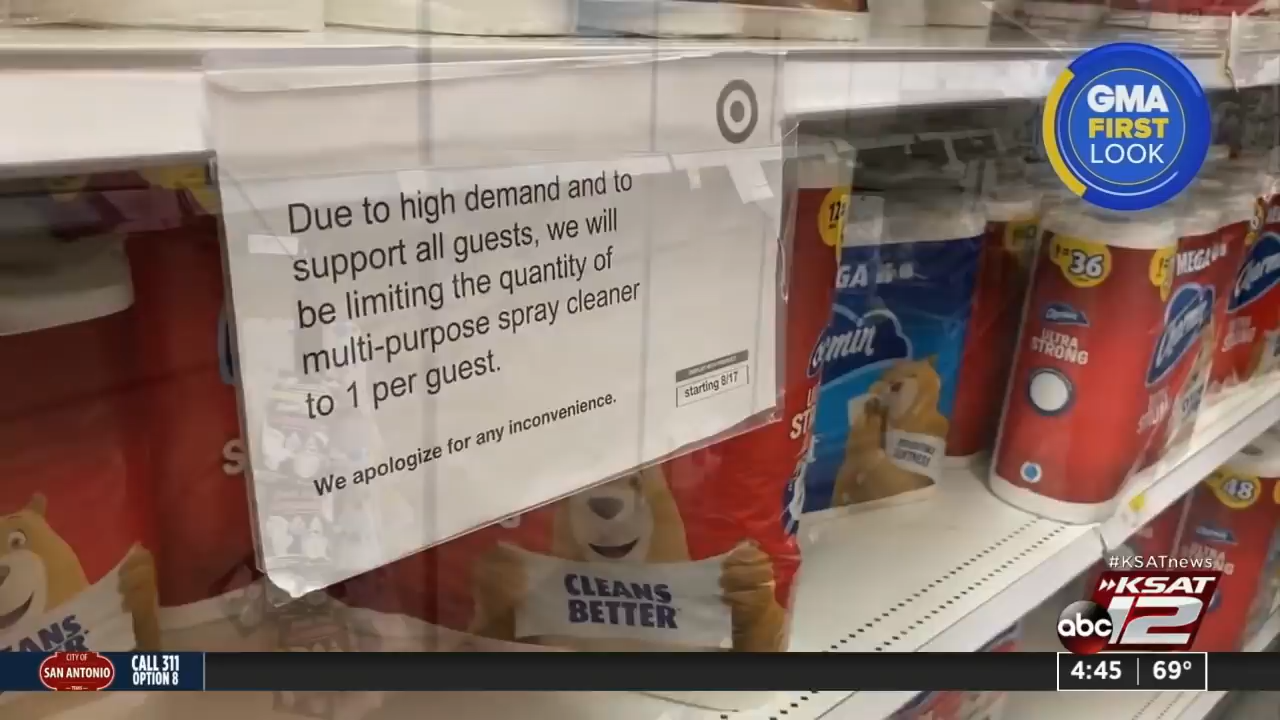 GMA
FIRST
LOOK
Due to high demand and to
support all guests, we will
be limiting the quantity of
multi-purpose spray cleaner
to 1 per guest.
We apologize for any inconvenience.
starting 8/17
CLEANS
BETTER
Charmin
ULTRA
STRONG
36
MEGA
Charmin
48
#KSATnews
KSAT
abc 12
CITY OF
SAN ANTONIO
CALL 311
OPTION 8
4:45 69°